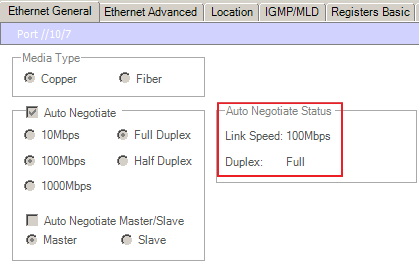 Ethernet General Ethernet Advanced Location IGMP/MLD Registers Basic
Port //10/7
Media Type
Copper Fiber
Auto Negotiate
10Mbps Full Duplex
100Mbps Half Duplex
1000Mbps
Auto Negotiate Master/Slave
Master Slave
Auto Negotiate Status
Link Speed: 100Mbps
Duplex: Full